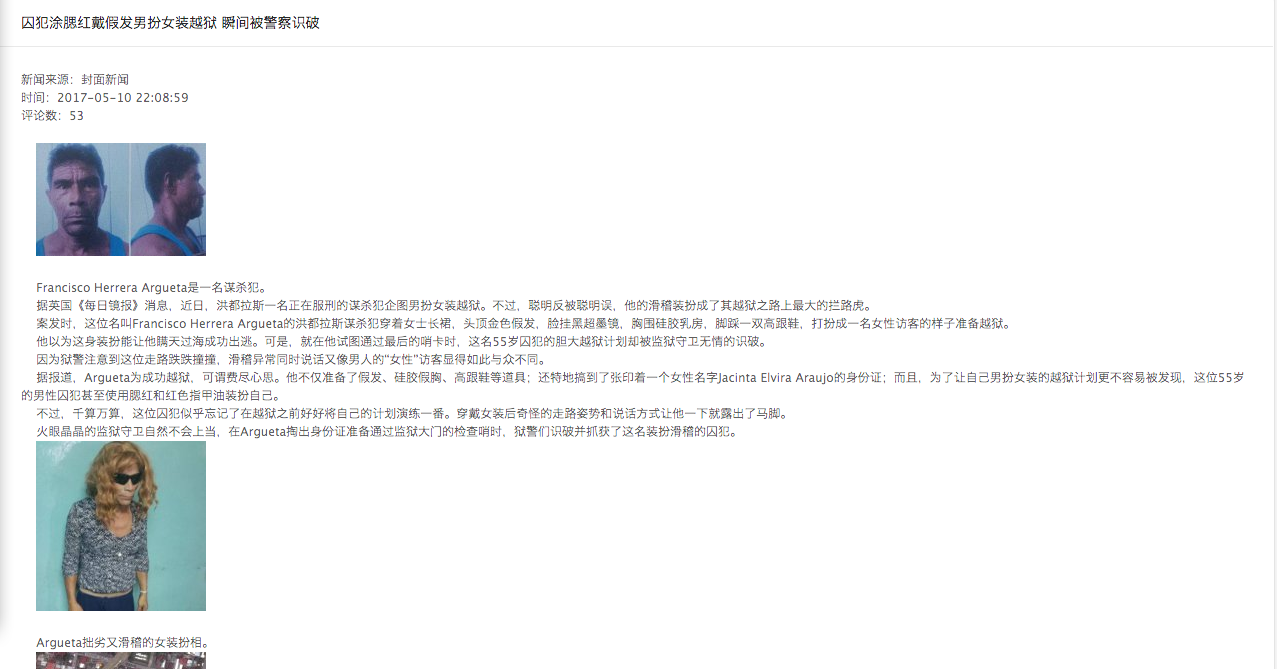 囚犯涂腮红戴假发男扮女装越狱 瞬间被警察识破
新闻来源：封面新闻
时间：2017-05-10 22:08:59
评论数：53
Francisco Herrera Argueta是一名谋杀犯。
据英国《每日镜报》消息，近日，洪都拉斯一名正在服刑的谋杀犯企图男扮女装越狱。不过，聪明反被聪明误，他的滑稽装扮成了其越狱之路上最大的拦路虎。
案发时，这位名叫Francisco Herrera Argueta的洪都拉斯谋杀犯穿着女士长裙，头顶金色假发，脸挂黑超墨镜，胸围硅胶乳房，脚踩一双高跟鞋，打扮成一名女性访客的样子准备越狱。
他以为这身装扮能让他瞒天过海成功出逃。可是，就在他试图通过最后的哨卡时，这名55岁囚犯的胆大越狱计划却被监狱守卫无情的识破。
因为狱警注意到这位走路跌跌撞撞，滑稽异常同时说话又像男人的“女性”访客显得如此与众不同。
据报道，Argueta为成功越狱，可谓费尽心思。他不仅准备了假发、硅胶假胸、高跟鞋等道具；还特地搞到了张印着一个女性名字Jacinta Elvira Araujo的身份证；而且，为了让自己男扮女装的越狱计划更不容易被发现，这位55岁
的男性囚犯甚至使用腮红和红色指甲油装扮自己。
不过，千算万算，这位囚犯似乎忘记了在越狱之前好好将自己的计划演练一番。穿戴女装后奇怪的走路姿势和说话方式让他一下就露出了马脚。
火眼晶晶的监狱守卫自然不会上当，在Argueta掏出身份证准备通过监狱大门的检查哨时，狱警们识破并抓获了这名装扮滑稽的囚犯。
Argueta拙劣又滑稽的女装扮相。